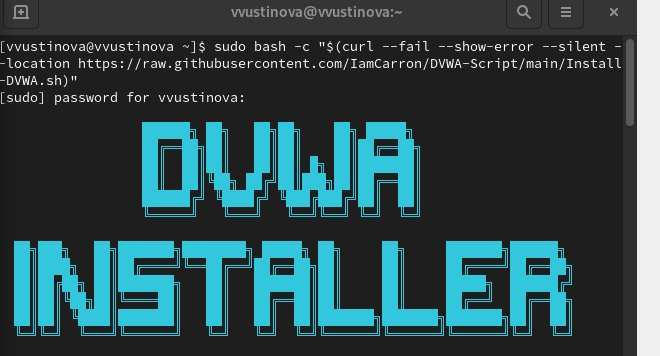 vvustinova@vvustinova:~
[vvustinova@vvustinova ~]$ sudo bash -c "$(curl --fail --show-error --silent -
-location https://raw.githubusercontent.com/IamCarron/DVWA-Script/main/Install
-DVWA.sh)"
[sudo] password for vvustinova:
DVWA
INSTALLER